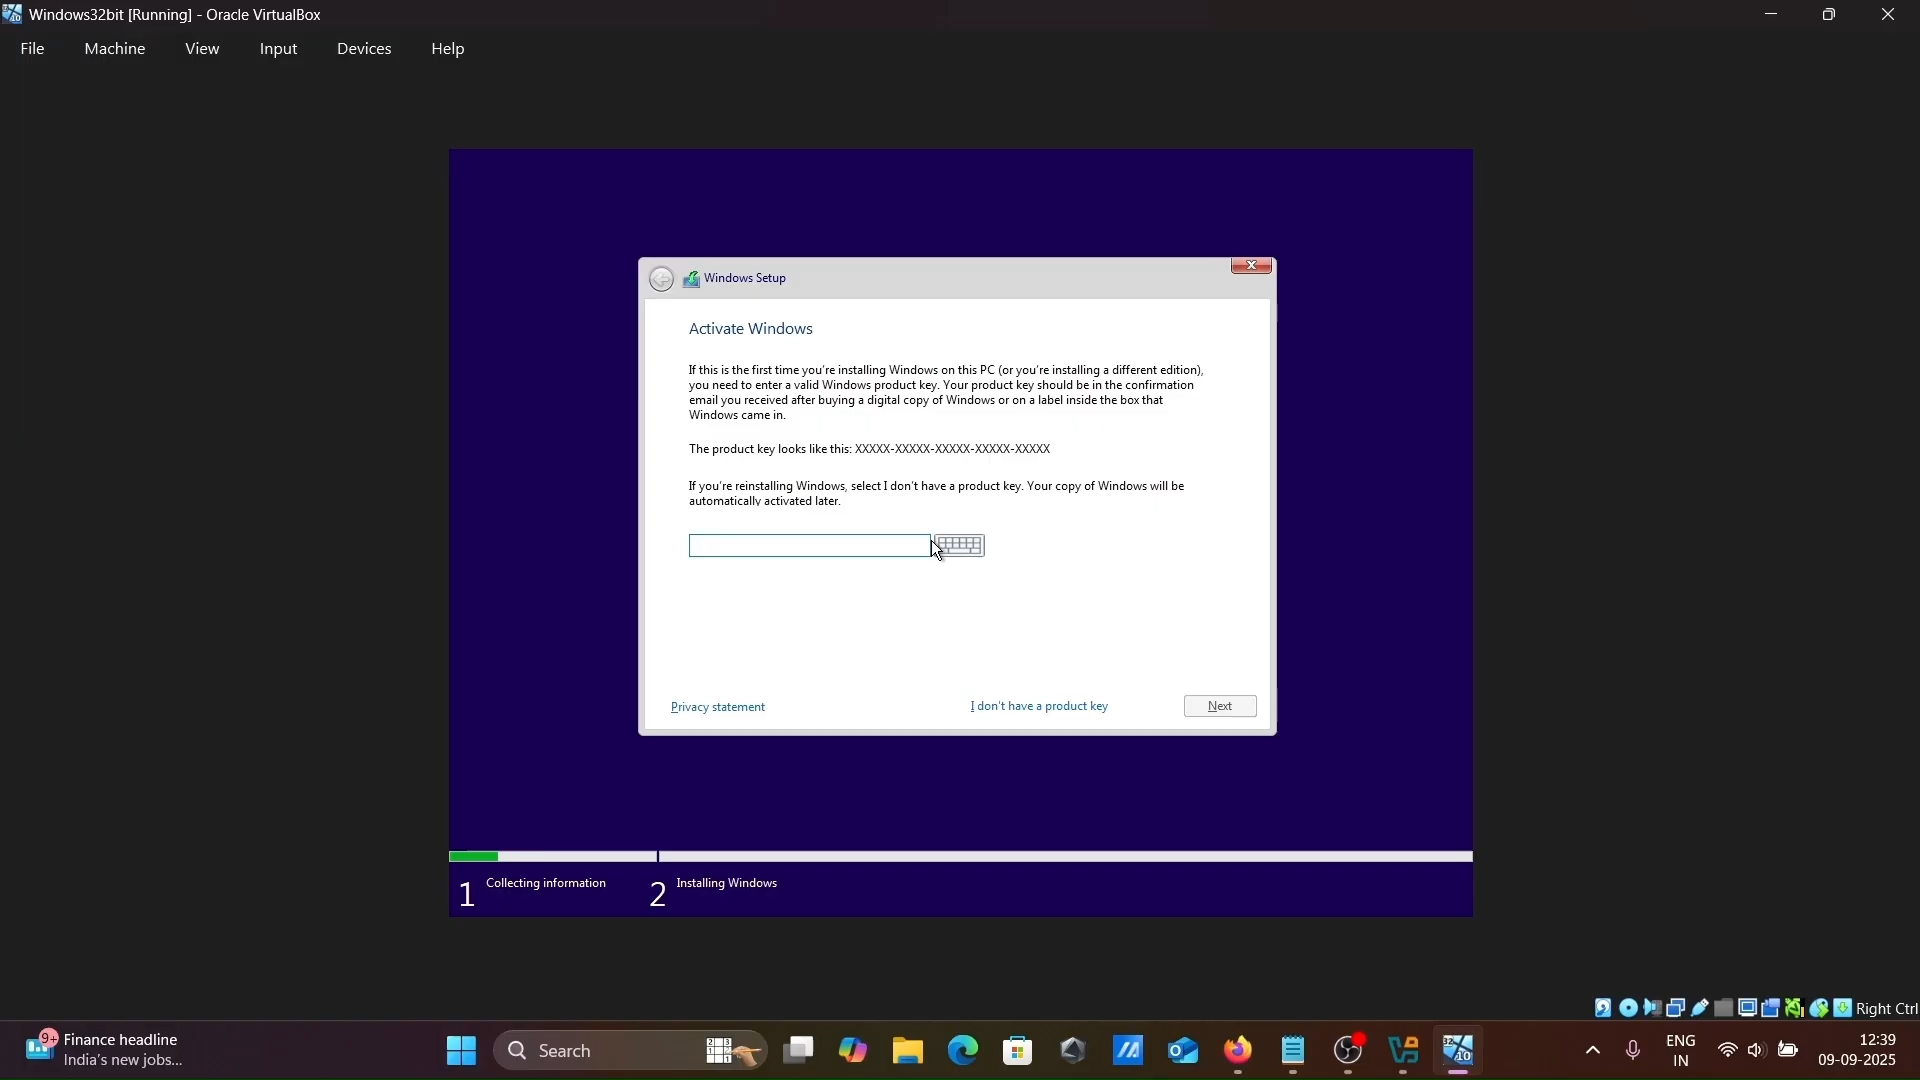 Windows32bit [Running] - Oracle VirtualBox
File Machine View Input Devices Help
Windows Setup
Activate Windows
If this is the first time you're installing Windows on this PC (or you're installing a different edition),
you need to enter a valid Windows product key. Your product key should be in the confirmation
email you received after buying a digital copy of Windows or on a label inside the box that
Windows came in.
The product key looks like this: XXXXX-XXXXX-XXXXX-XXXXX-XXXXX
If you're reinstalling Windows, select I don't have a product key. Your copy of Windows will be
automatically activated later.
Privacy statement
I don't have a product key
Next
1 Collecting information
2 Installing Windows
Right Ctrl
9+
Finance headline
India's new jobs...
Search
ENG
IN
12:39
09-09-2025